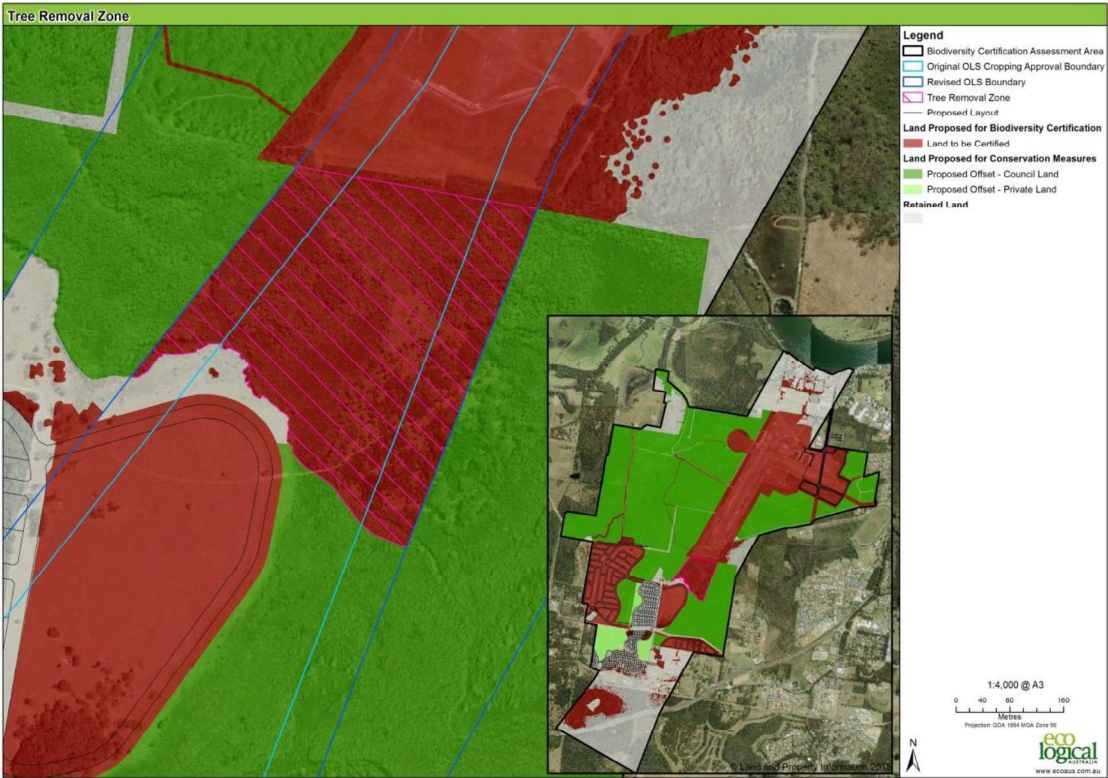 Tree Removal Zone
Legend
Biodiversity Certification Assessment Area
Original OLS Cropping Approval Boundary
Revised OLS Boundary
Tree Removal Zone
Proposed Layout
Land Proposed for Biodiversity Certification
Land to be Certified
Land Proposed for Conservation Measures
Proposed Offset - Council Land
Proposed Offset - Private Land
Retained Land
1:4,000 @ A3
0 40 80 160
Metres
Projection: GDA 1994 MGA Zone 56
N
eco
logical
AUSTRALIA
www.ecoaus.com.au
© Land and Property Information 2015